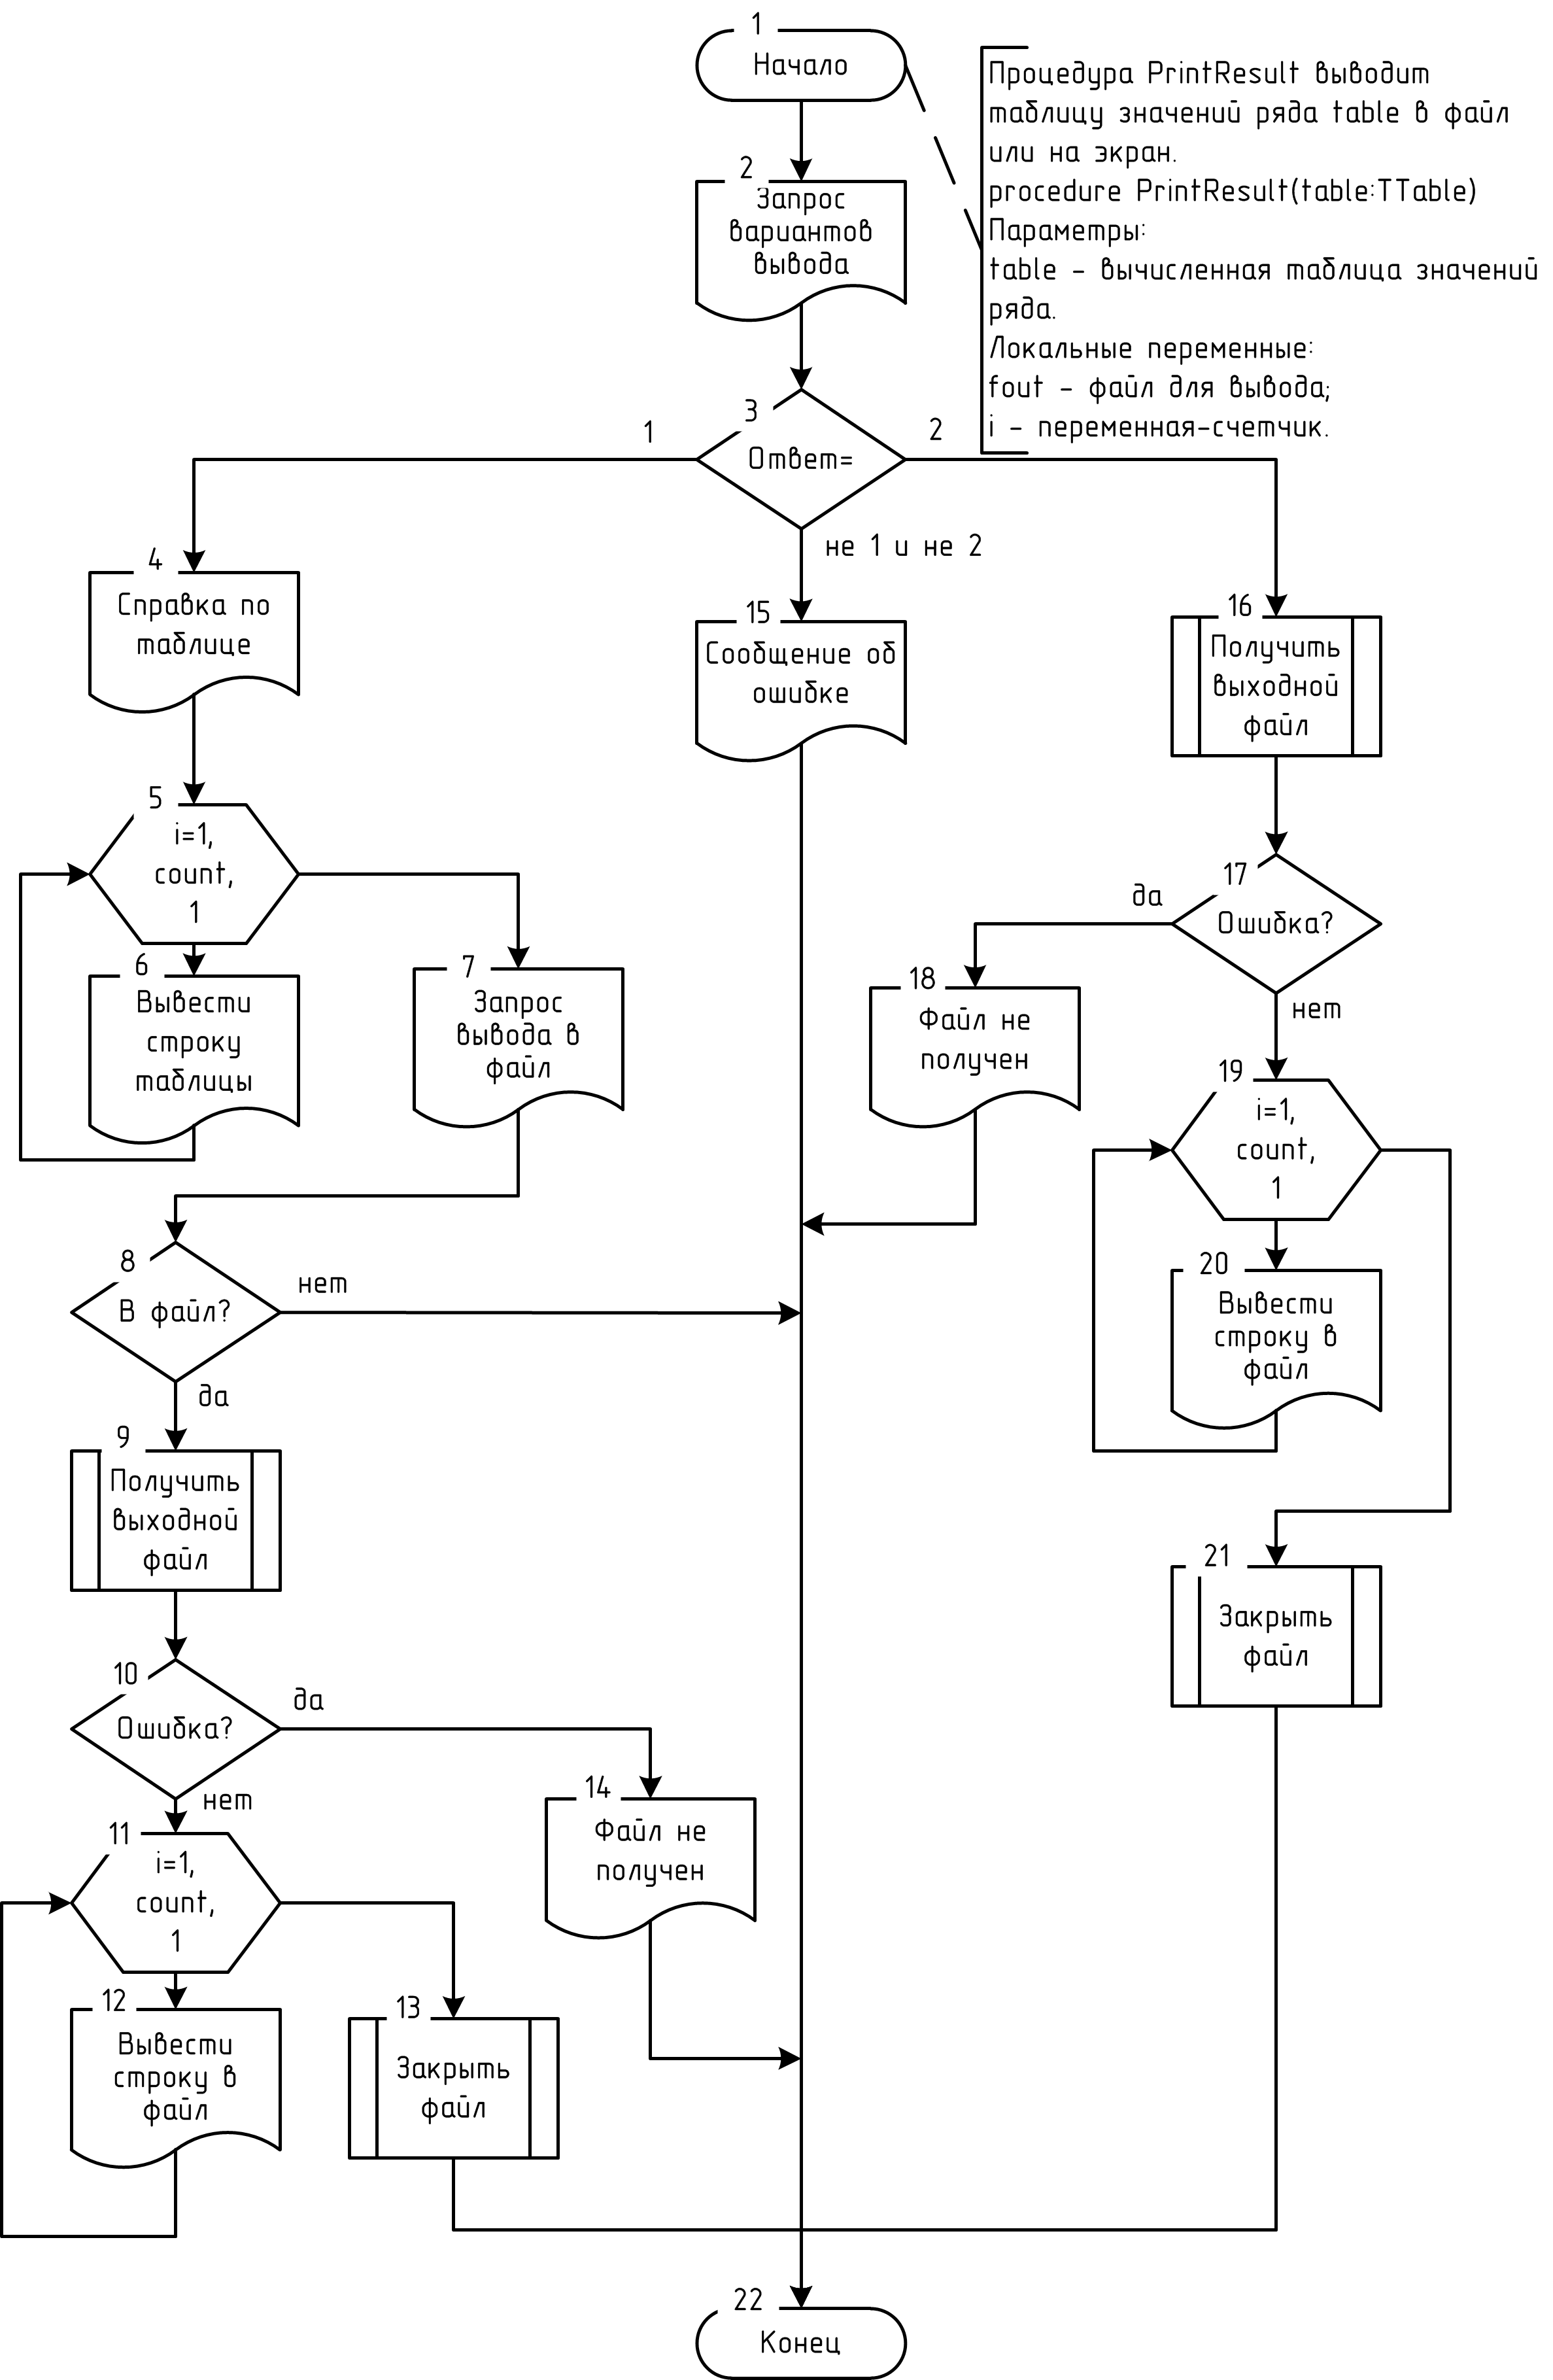 1
Начало
Процедура PrintResult выводит
таблицу значений ряда table в файл
или на экран.
procedure PrintResult(table:TTable)
Параметры:
table - вычисленная таблица значений
ряда.
Локальные переменные:
fout - файл для вывода;
i - переменная-счетчик.
2
Запрос
вариантов
вывода
3
Ответ=
1
2
не 1 и не 2
4
Справка по
таблице
15
Сообщение об
ошибке
16
Получить
выходной
файл
5
i=1,
count,
1
6
Вывести
строку
таблицы
7
Запрос
вывода в
файл
17
Ошибка?
да
нет
18
Файл не
получен
19
i=1,
count,
1
20
Вывести
строку в
файл
8
В файл?
нет
да
9
Получить
выходной
файл
21
Закрыть
файл
10
Ошибка?
да
нет
14
Файл не
получен
11
i=1,
count,
1
12
Вывести
строку в
файл
13
Закрыть
файл
22
Конец